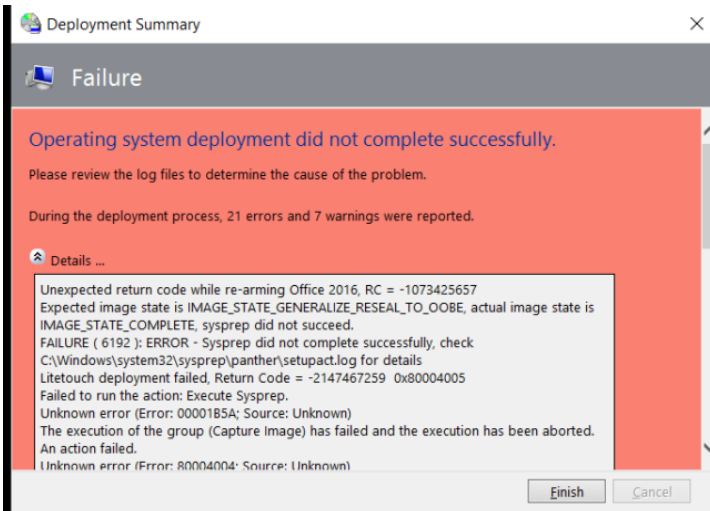 Deployment Summary
Failure
Operating system deployment did not complete successfully.
Please review the log files to determine the cause of the problem.
During the deployment process, 21 errors and 7 warnings were reported.
Details ...
Unexpected return code while re-arming Office 2016, RC = -1073425657
Expected image state is IMAGE_STATE_GENERALIZE_RESEAL_TO_OOBE, actual image state is
IMAGE_STATE_COMPLETE, sysprep did not succeed.
FAILURE ( 6192 ): ERROR - Sysprep did not complete successfully, check
C:\Windows\system32\sysprep\panther\setupact.log for details
Litetouch deployment failed, Return Code = -2147467259  0x80004005
Failed to run the action: Execute Sysprep.
Unknown error (Error: 00001B5A; Source: Unknown)
The execution of the group (Capture Image) has failed and the execution has been aborted.
An action failed.
Unknown error (Error: 80004004; Source: Unknown)
Finish
Cancel